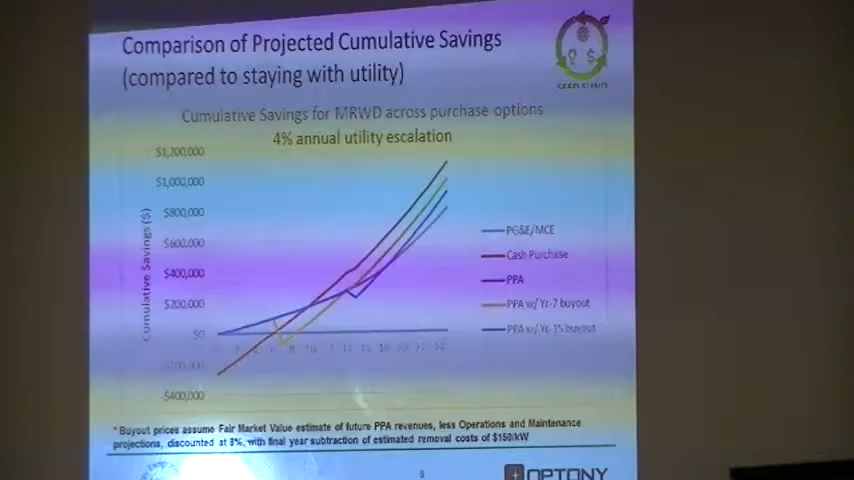 Comparison of Projected Cumulative Savings
(compared to staying with utility)
Cumulative Savings for MRWD across purchase options
4% annual utility escalation
$1,200,000
$1,000,000
$800,000
$600,000
$400,000
$200,000
$0
-$400,000
Cumulative Savings ($)
PG&E/MCE
Cash Purchase
PPA
PPA w/ Yr-7 buyout
PPA w/ Yr-15 buyout
* Buyout prices assume Fair Market Value estimate of future PPA revenues, less Operations and Maintenance
projections, discounted at 8%, with final year subtraction of estimated removal costs of $150/kW
OPTONY